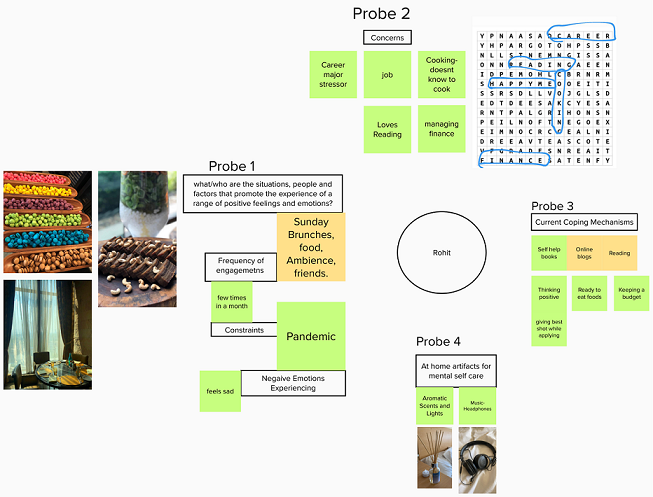 Probe 2
Concerns
Career
major
stressor
job
Cooking-
doesnt
know to
cook
Loves
Reading
managing
finance
Y P N A A S A D C A R E E R
Y H P A R G O T O H P S S B
N L L S T N E M N G I S S A
O N N R E A D I N G A E E N
I D P E M O H L C B R N R M
S H A P P Y M E O O E I T I
S S R S D L L V O J G L S D
E D T D E E S A K C Y E S A
R N T P A L G R I H O N S N
P E I L N O F T N E G O E X
E I M N O C R C E A L N I
D R E E A V T E A S C T E
G R A D E S N R E A I T
F I N A N C E S A T E N F Y
Probe 1
what/who are the situations, people and
factors that promote the experience of a
range of positive feelings and emotions?
Sunday
Brunches,
food,
Ambience,
friends.
Frequency of
engagemetns
few times
in a month
Constraints
Pandemic
Negaive Emotions
Experiencing
feels sad
Rohit
Probe 3
Current Coping Mechanisms
Self help
books
Online
blogs
Reading
Thinking
positive
Ready to
eat foods
Keeping a
budget
giving best
shot while
applying
Probe 4
At home artifacts for
mental self care
Aromatic
Scents and
Lights
Music-
Headphones